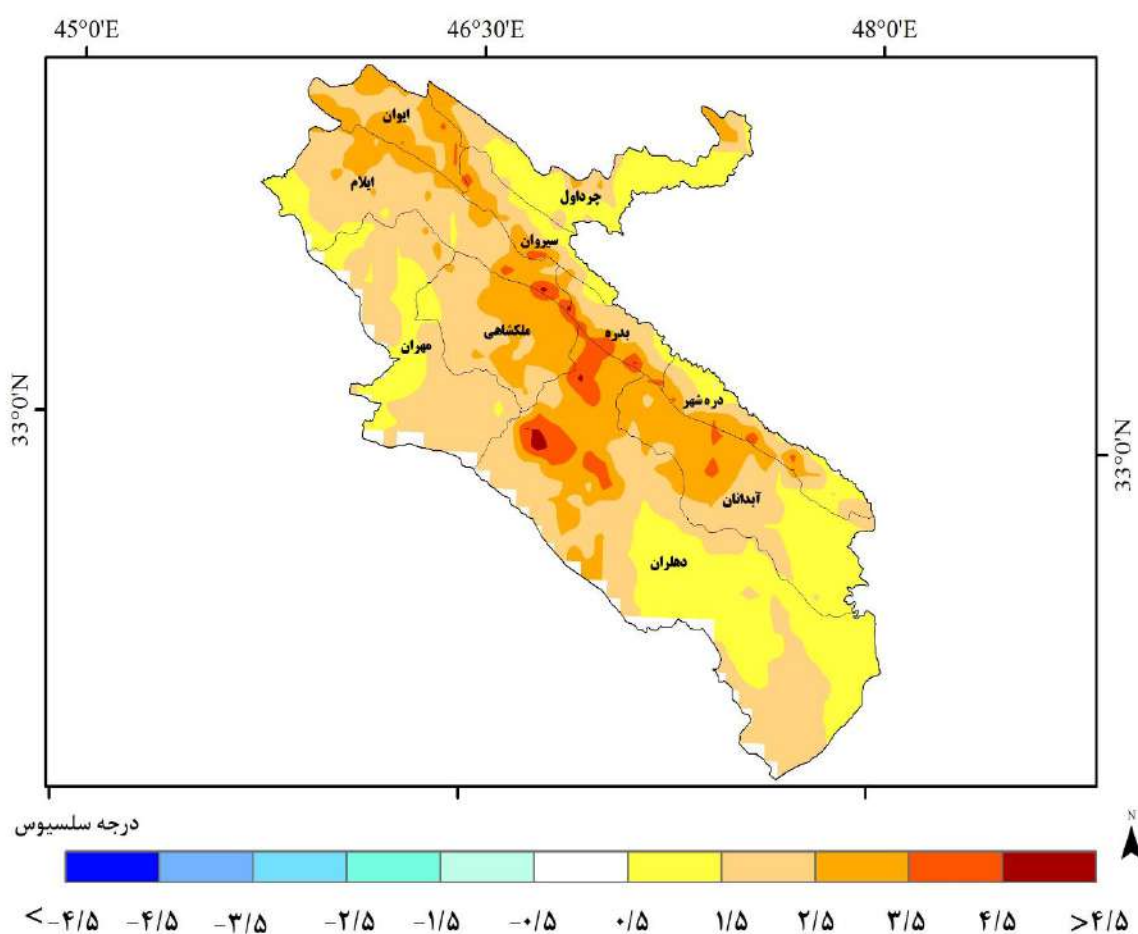 45°0'E 46°30'E 48°0'E
ایوان
ایلام
چرداول
سیروان
ملکشاهی
بدره
مهران
33°0'N
دره شهر
33°0'N
آبدانان
دهلران
درجه سلسیوس
N
<-۴/۵ -۴/۵ -۳/۵ -۲/۵ -۱/۵ -۰/۵ ۰/۵ ۱/۵ ۲/۵ ۳/۵ ۴/۵ >۴/۵